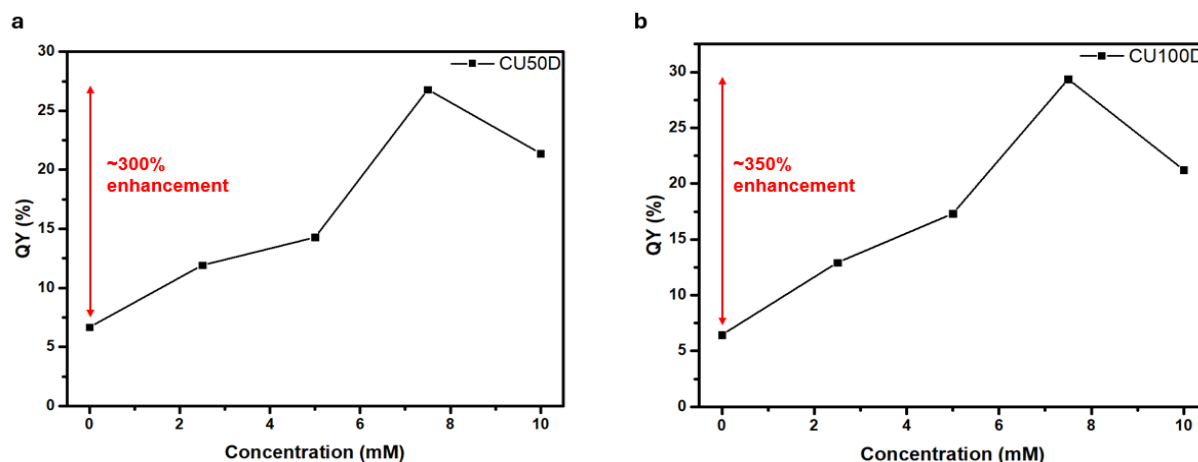 a
30
25
20
15
10
5
0
QY (%)
CU50D
~300%
enhancement
0 2 4 6 8 10
Concentration (mM)
b
30
25
20
15
10
5
0
QY (%)
CU100D
~350%
enhancement
0 2 4 6 8 10
Concentration (mM)